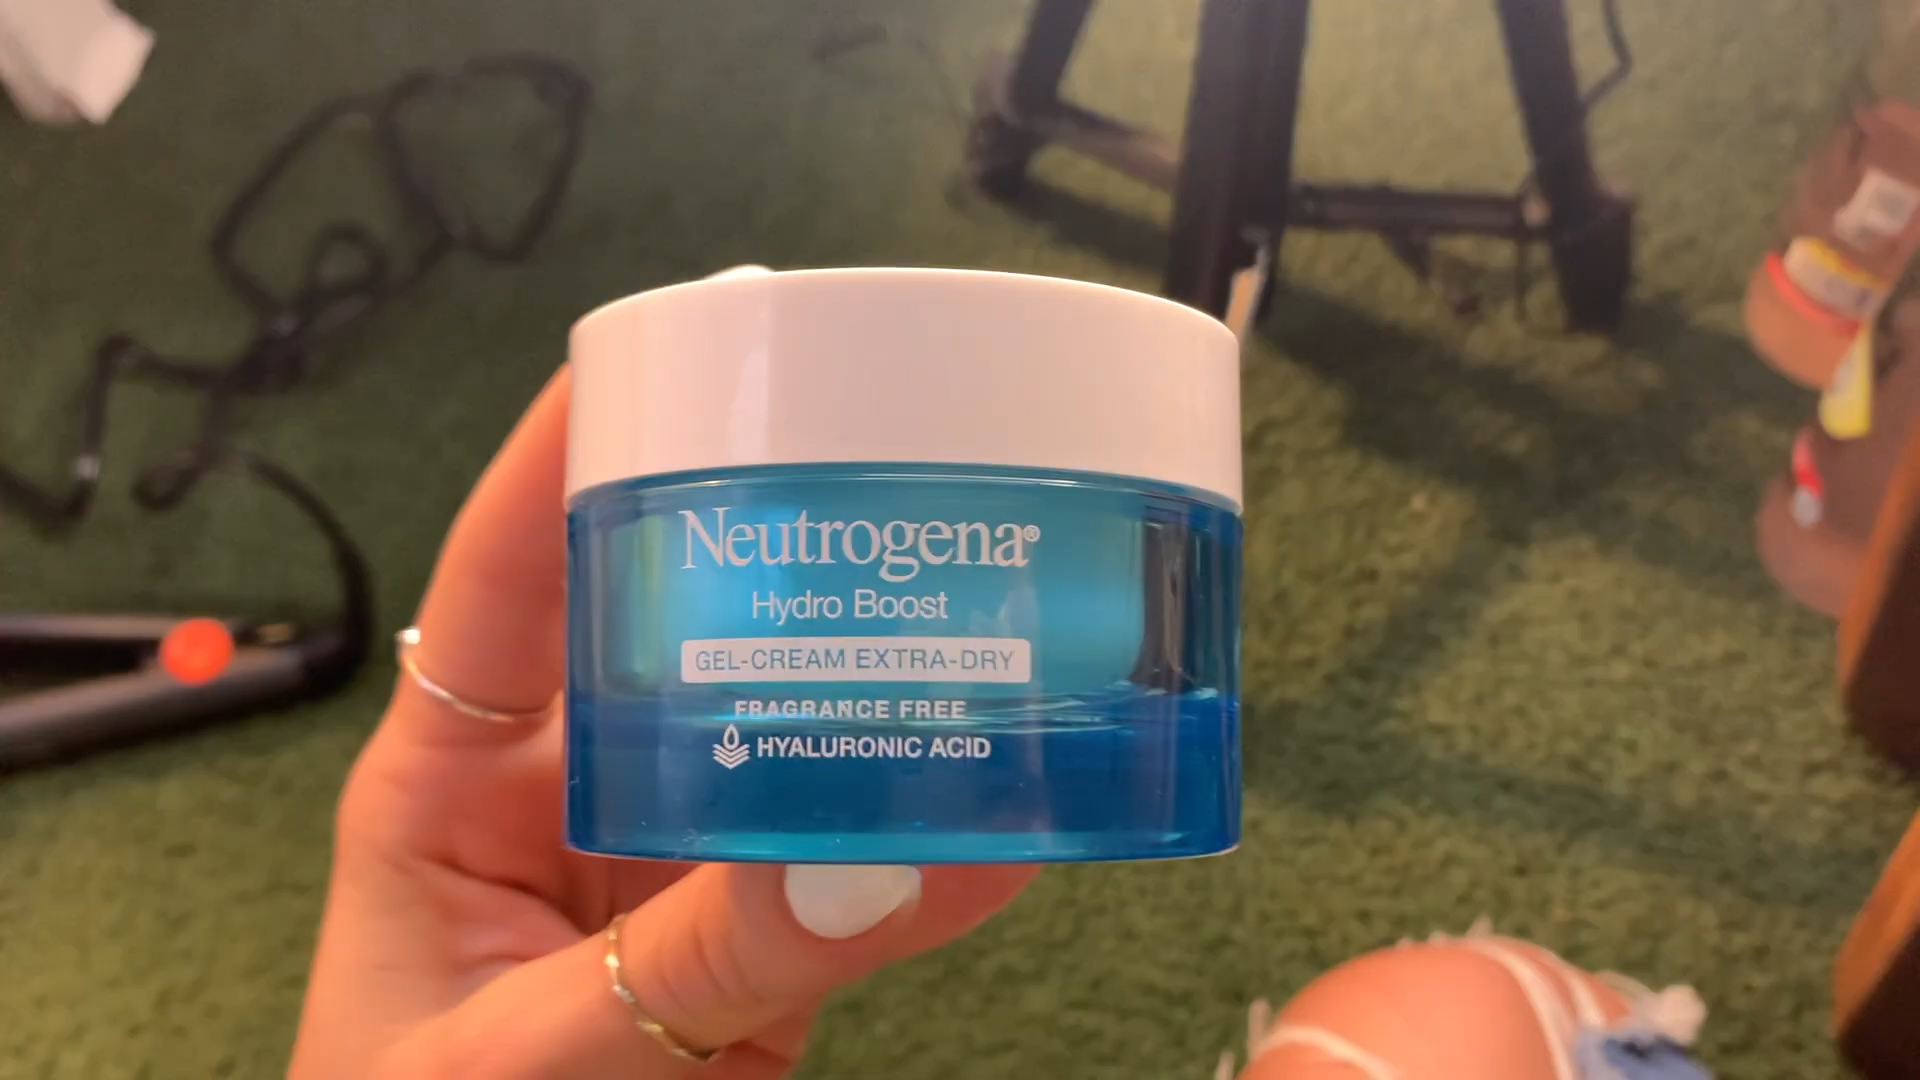 Neutrogena®
Hydro Boost
GEL-CREAM EXTRA-DRY
FRAGRANCE FREE
HYALURONIC ACID